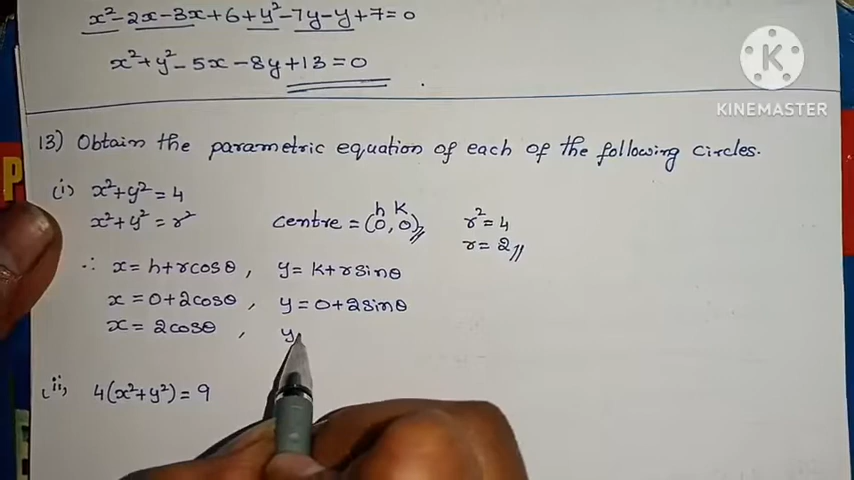 x²-2x-3x+6+y²-7y-y+7=0
x²+y²-5x-8y+13=0
KINEMASTER
13) Obtain the parametric equation of each of the following circles.
(i) x²+y²=4
x²+y²=r² centre = (0, 0), r²=4
h K
r=2
∴ x=h+rcosθ, y=K+rsinθ
x=0+2cosθ, y=0+2sinθ
x=2cosθ, y
ii, 4(x²+y²)=9